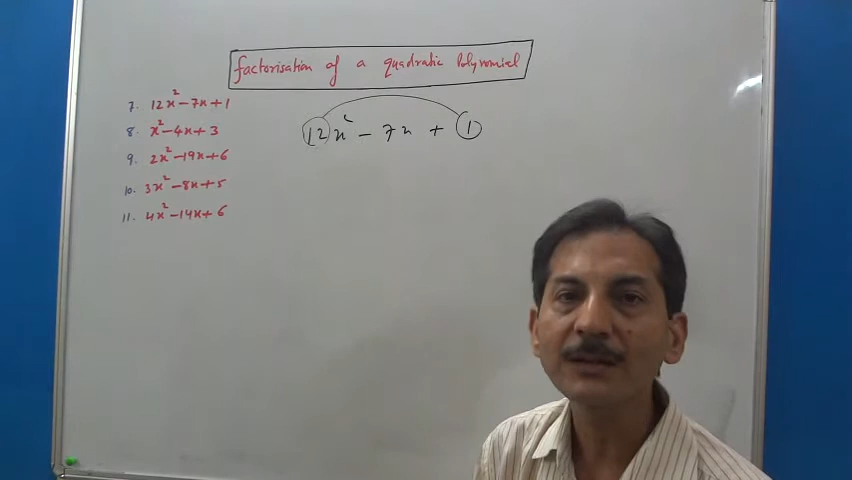 factorisation of a quadratic Polynomial
7. 12x² - 7x + 1
8. x² - 4x + 3
9. 2x² - 19x + 6
10. 3x² - 8x + 5
11. 4x² - 14x + 6
12x² - 7x + 1